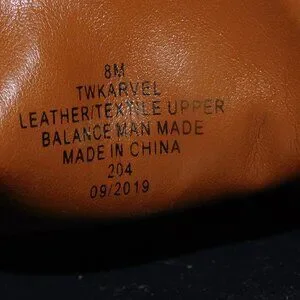 8M
TWKARVEL
LEATHER/TEXTILE UPPER
BALANCE MAN MADE
MADE IN CHINA
204
09/2019